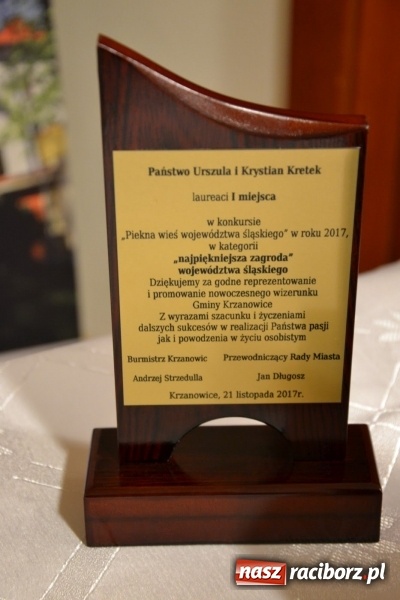 Państwo Urszula i Krystian Kretek
laureaci I miejsca
w konkursie
„Piekna wieś województwa śląskiego” w roku 2017,
w kategorii
„najpiękniejsza zagroda”
województwa śląskiego
Dziękujemy za godne reprezentowanie
i promowanie nowoczesnego wizerunku
Gminy Krzanowice
Z wyrazami szacunku i życzeniami
dalszych sukcesów w realizacji Państwa pasji
jak i powodzenia w życiu osobistym
Burmistrz Krzanowic Przewodniczący Rady Miasta
Andrzej Strzedulla Jan Długosz
Krzanowice, 21 listopada 2017r.
nasz raciborz.pl